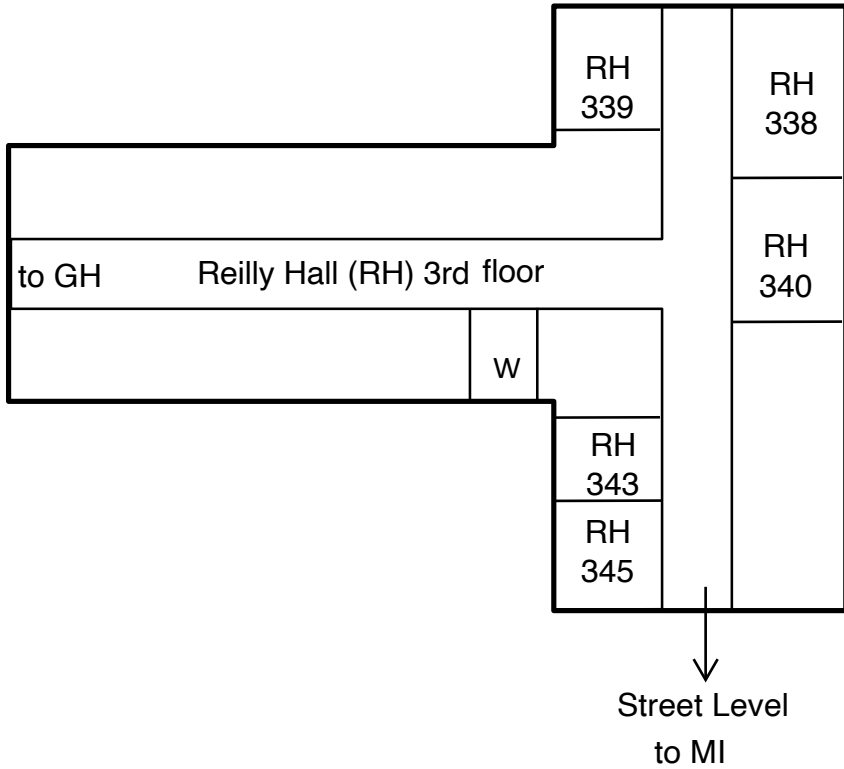 RH
339
RH
338
to GH
Reilly Hall (RH) 3rd floor
RH
340
W
RH
343
RH
345
Street Level
to MI